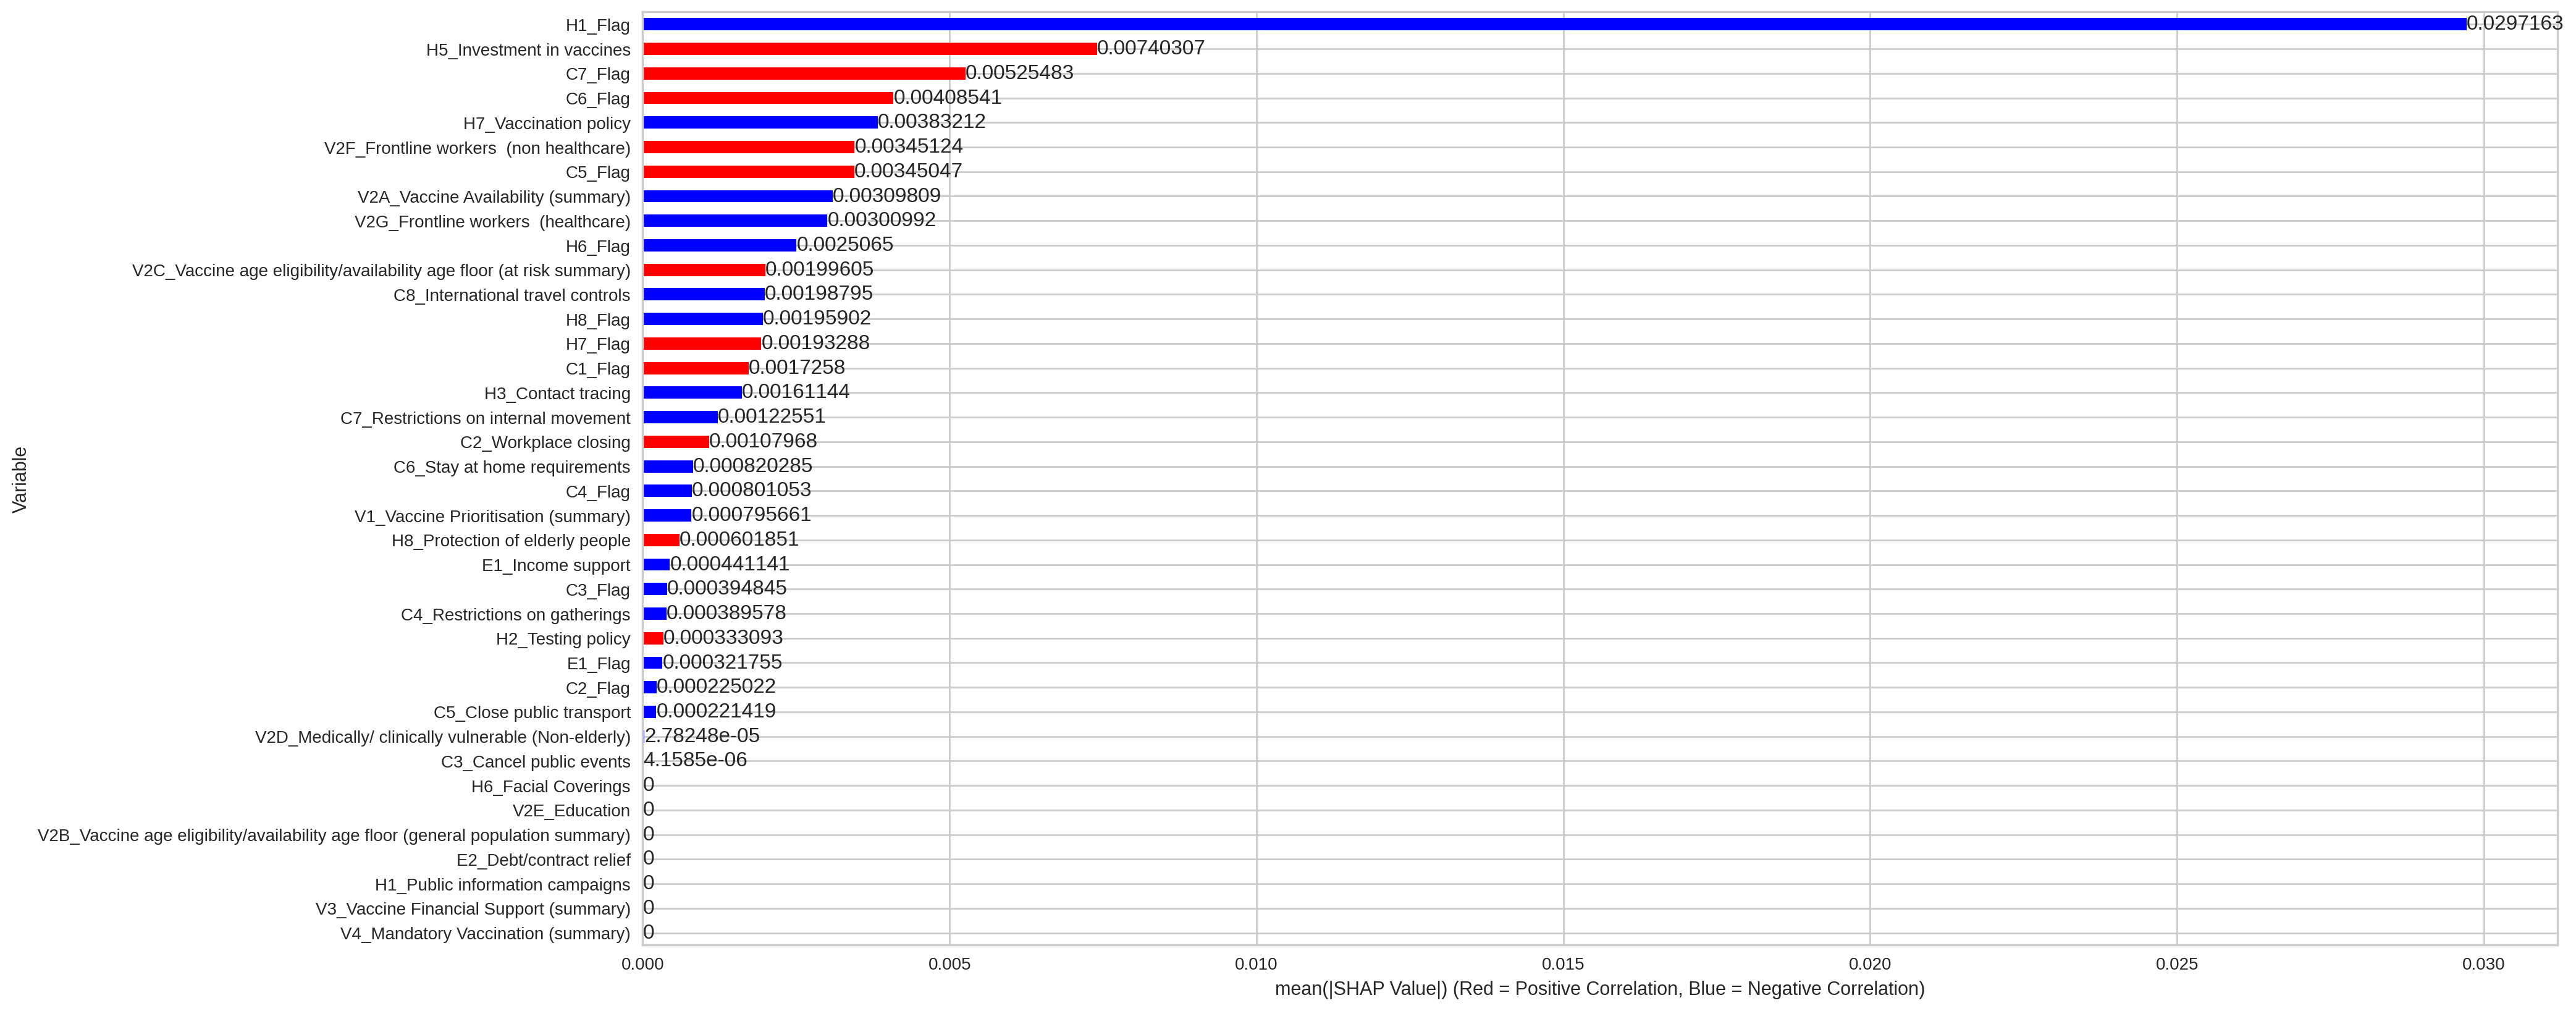 H1_Flag 0.0297163
H5_Investment in vaccines 0.00740307
C7_Flag 0.00525483
C6_Flag 0.00408541
H7_Vaccination policy 0.00383212
V2F_Frontline workers  (non healthcare) 0.00345124
C5_Flag 0.00345047
V2A_Vaccine Availability (summary) 0.00309809
V2G_Frontline workers  (healthcare) 0.00300992
H6_Flag 0.0025065
V2C_Vaccine age eligibility/availability age floor (at risk summary) 0.00199605
C8_International travel controls 0.00198795
H8_Flag 0.00195902
H7_Flag 0.00193288
C1_Flag 0.0017258
H3_Contact tracing 0.00161144
C7_Restrictions on internal movement 0.00122551
C2_Workplace closing 0.00107968
C6_Stay at home requirements 0.000820285
C4_Flag 0.000801053
V1_Vaccine Prioritisation (summary) 0.000795661
H8_Protection of elderly people 0.000601851
E1_Income support 0.000441141
C3_Flag 0.000394845
C4_Restrictions on gatherings 0.000389578
H2_Testing policy 0.000333093
E1_Flag 0.000321755
C2_Flag 0.000225022
C5_Close public transport 0.000221419
V2D_Medically/ clinically vulnerable (Non-elderly) 2.78248e-05
C3_Cancel public events 4.1585e-06
H6_Facial Coverings 0
V2E_Education 0
V2B_Vaccine age eligibility/availability age floor (general population summary) 0
E2_Debt/contract relief 0
H1_Public information campaigns 0
V3_Vaccine Financial Support (summary) 0
V4_Mandatory Vaccination (summary) 0
Variable
0.000 0.005 0.010 0.015 0.020 0.025 0.030
mean(|SHAP Value|) (Red = Positive Correlation, Blue = Negative Correlation)